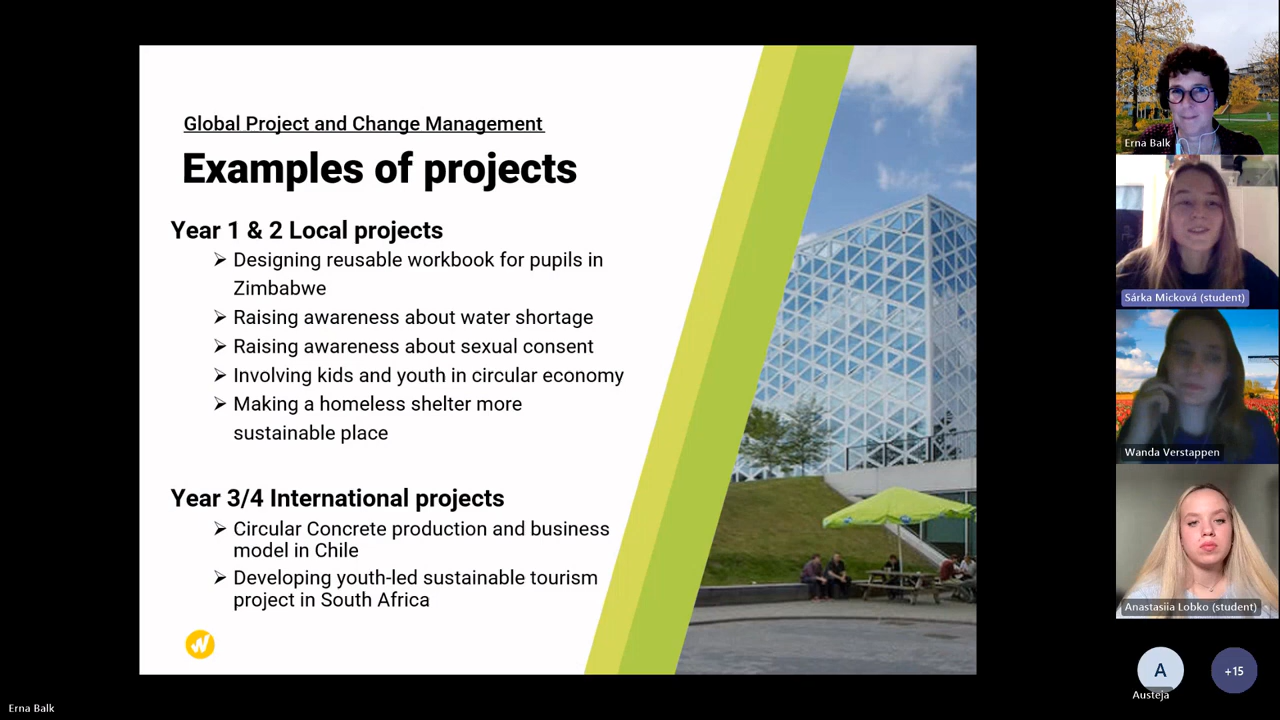 Global Project and Change Management
Examples of projects
Year 1 & 2 Local projects
➢ Designing reusable workbook for pupils in
Zimbabwe
➢ Raising awareness about water shortage
➢ Raising awareness about sexual consent
➢ Involving kids and youth in circular economy
➢ Making a homeless shelter more
sustainable place
Year 3/4 International projects
➢ Circular Concrete production and business
model in Chile
➢ Developing youth-led sustainable tourism
project in South Africa
Erna Balk
Sárka Micková (student)
Wanda Verstappen
Anastasiia Lobko (student)
A
Austeja
+15
Erna Balk